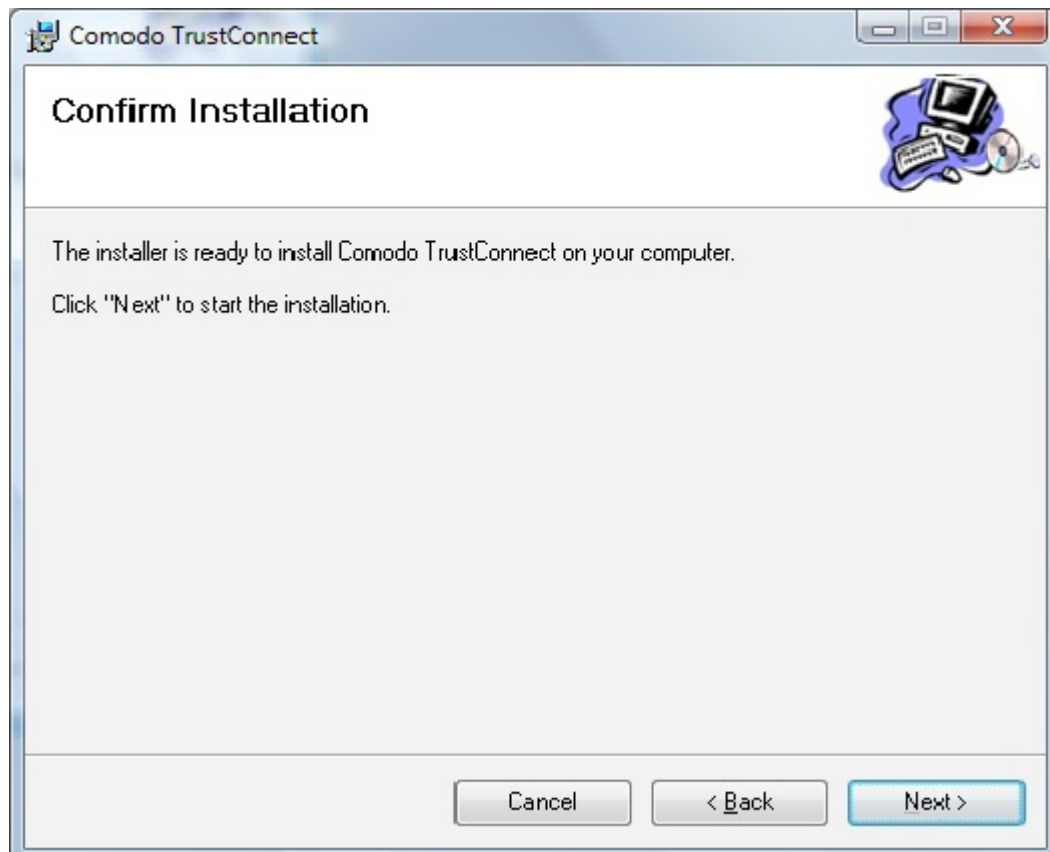 Comodo TrustConnect
Confirm Installation
The installer is ready to install Comodo TrustConnect on your computer.
Click "Next" to start the installation.
Cancel
< Back
Next >